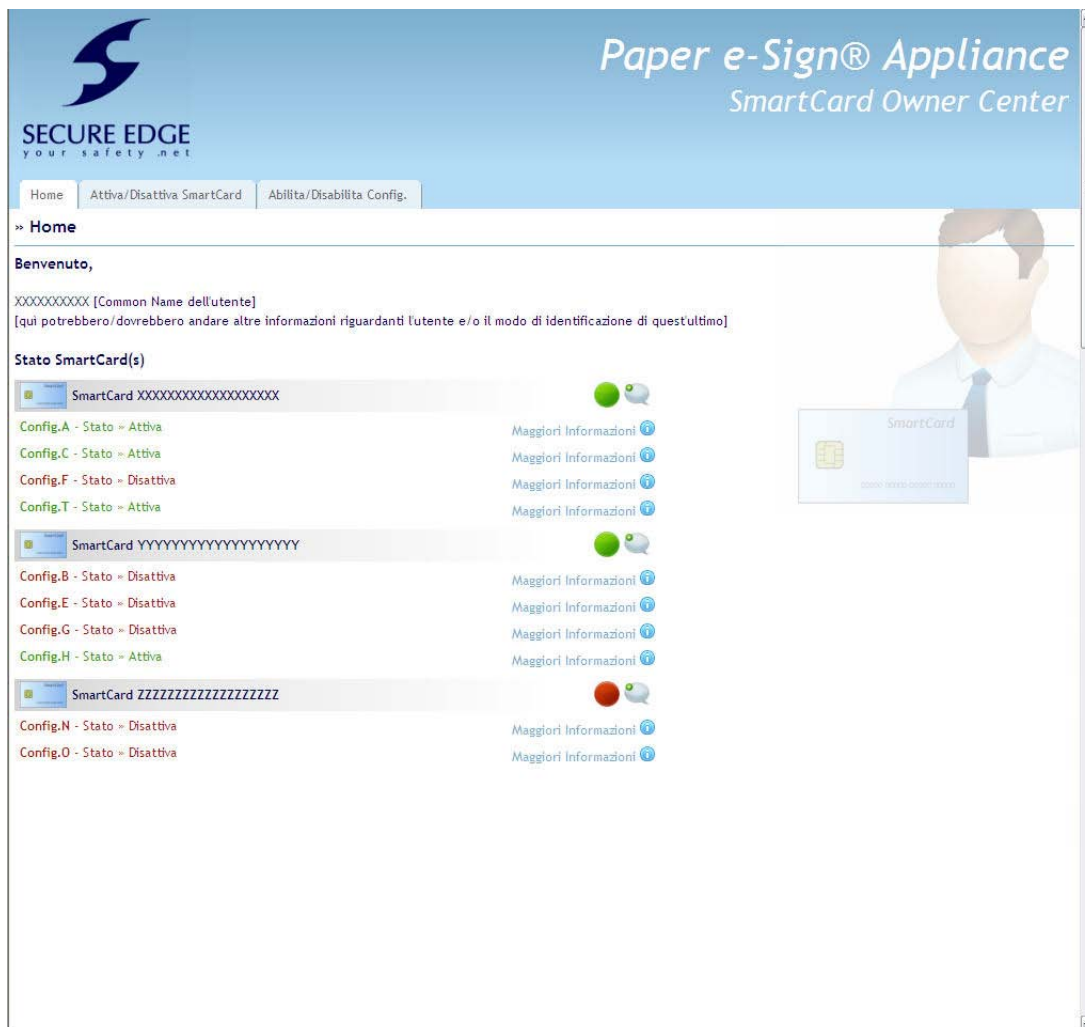 Paper e-Sign® Appliance
SmartCard Owner Center
SECURE EDGE
your safety .net
Home Attiva/Disattiva SmartCard Abilita/Disabilita Config.
» Home
Benvenuto,
XXXXXXXXXX [Common Name dell'utente]
[qui potrebbero/dovrebbero andare altre informazioni riguardanti l'utente e/o il modo di identificazione di quest'ultimo]
Stato SmartCard(s)
SmartCard XXXXXXXXXXXXXXXXXXX
Config.A - Stato » Attiva Maggiori Informazioni
Config.C - Stato » Attiva Maggiori Informazioni
Config.F - Stato » Disattiva Maggiori Informazioni
Config.T - Stato » Attiva Maggiori Informazioni
SmartCard YYYYYYYYYYYYYYYYYYY
Config.B - Stato » Disattiva Maggiori Informazioni
Config.E - Stato » Disattiva Maggiori Informazioni
Config.G - Stato » Disattiva Maggiori Informazioni
Config.H - Stato » Attiva Maggiori Informazioni
SmartCard ZZZZZZZZZZZZZZZZZZZ
Config.N - Stato » Disattiva Maggiori Informazioni
Config.O - Stato » Disattiva Maggiori Informazioni
SmartCard